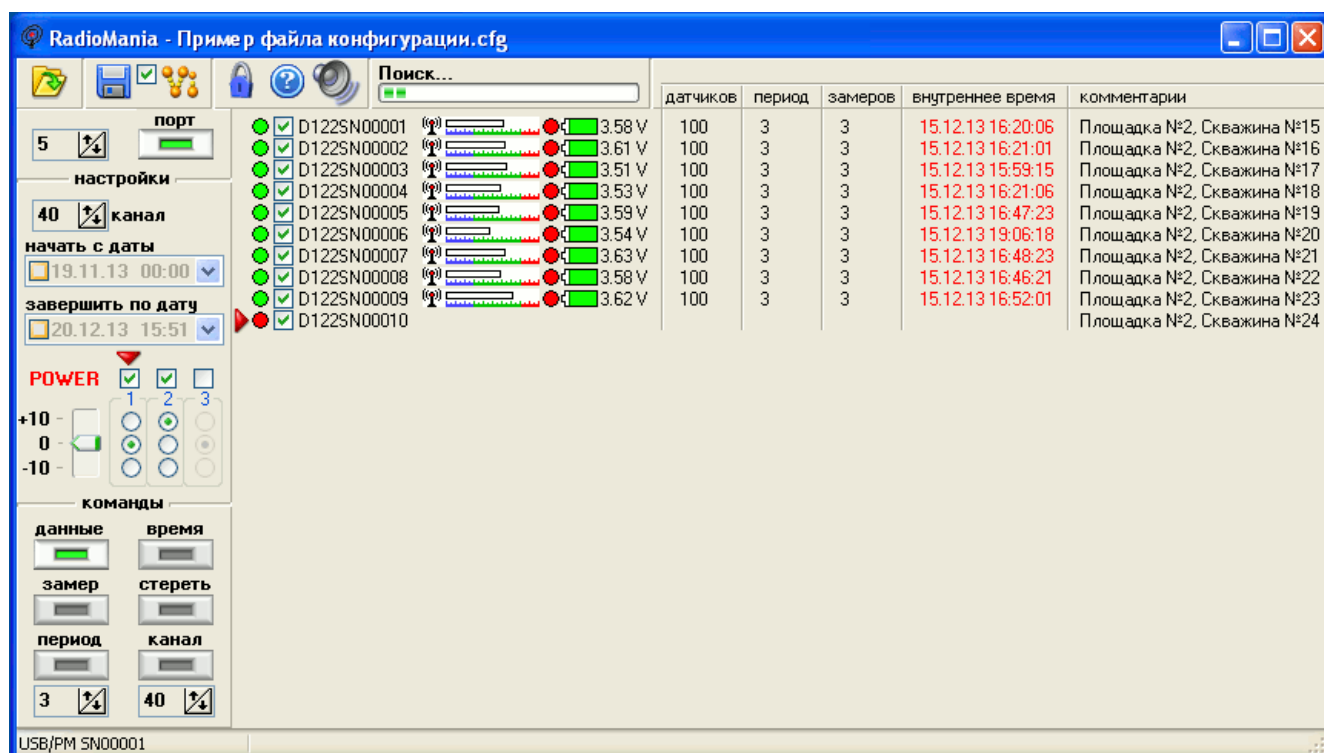 RadioMania - Пример файла конфигурации.cfg
Поиск...
датчиков период замеров внутреннее время комментарии
порт
5
настройки
40 канал
начать с даты
19.11.13 00:00
завершить по дату
20.12.13 15:51
POWER
1 2 3
+10
0
-10
команды
данные время
замер стереть
период канал
3 40
D122SN00001 3.58 V 100 3 3 15.12.13 16:20:06 Площадка №2, Скважина №15
D122SN00002 3.61 V 100 3 3 15.12.13 16:21:01 Площадка №2, Скважина №16
D122SN00003 3.51 V 100 3 3 15.12.13 15:59:15 Площадка №2, Скважина №17
D122SN00004 3.53 V 100 3 3 15.12.13 16:21:06 Площадка №2, Скважина №18
D122SN00005 3.59 V 100 3 3 15.12.13 16:47:23 Площадка №2, Скважина №19
D122SN00006 3.54 V 100 3 3 15.12.13 19:06:18 Площадка №2, Скважина №20
D122SN00007 3.63 V 100 3 3 15.12.13 16:48:23 Площадка №2, Скважина №21
D122SN00008 3.58 V 100 3 3 15.12.13 16:46:21 Площадка №2, Скважина №22
D122SN00009 3.62 V 100 3 3 15.12.13 16:52:01 Площадка №2, Скважина №23
D122SN00010 Площадка №2, Скважина №24
USB/PM SN00001